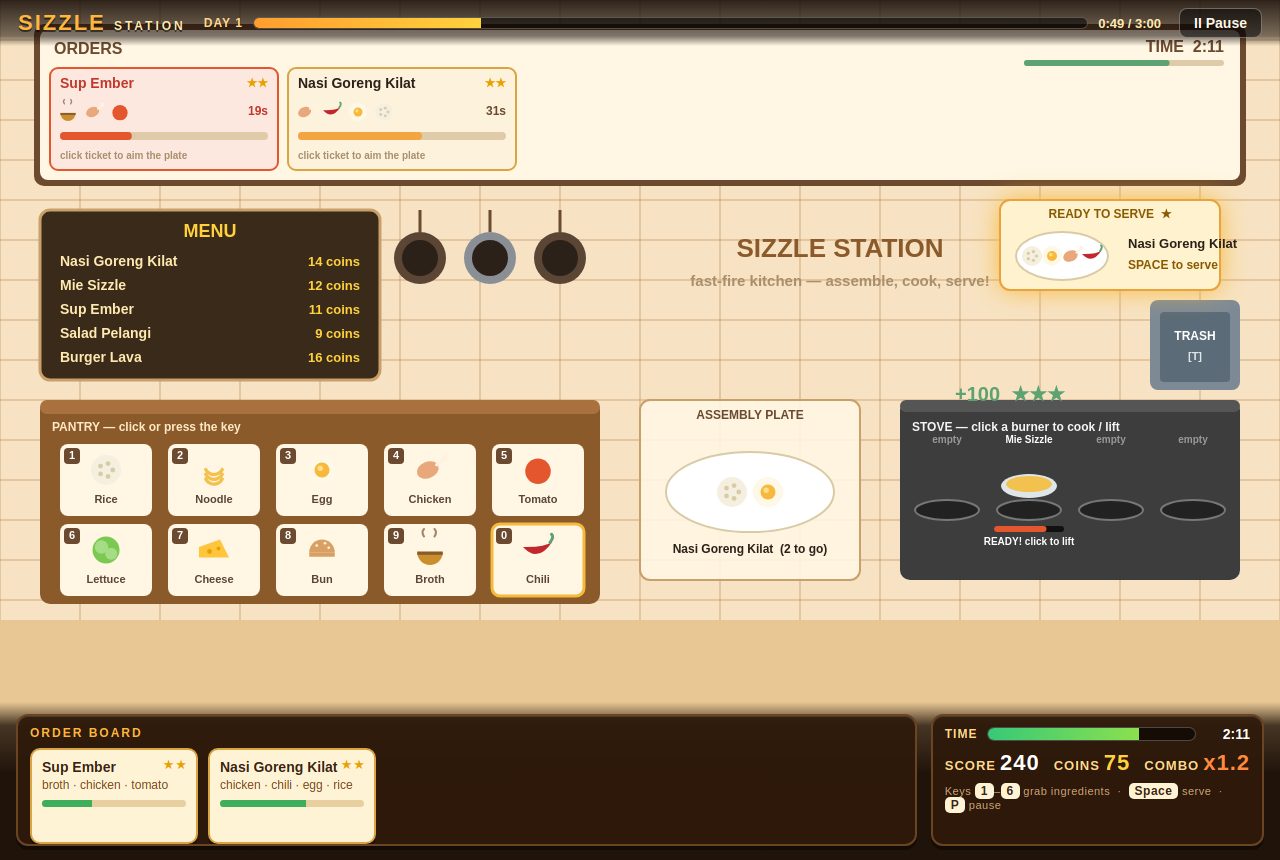 SIZZLE STATION DAY 1 0:49 / 3:00 II Pause
ORDERS TIME 2:11
Sup Ember ★★ Nasi Goreng Kilat ★★
19s 31s
click ticket to aim the plate click ticket to aim the plate
READY TO SERVE ★
MENU
Nasi Goreng Kilat
SIZZLE STATION
Nasi Goreng Kilat 14 coins
SPACE to serve
fast-fire kitchen — assemble, cook, serve!
Mie Sizzle 12 coins
Sup Ember 11 coins
Salad Pelangi 9 coins
Burger Lava 16 coins
TRASH
[T]
+100 ★★★
PANTRY — click or press the key
ASSEMBLY PLATE
STOVE — click a burner to cook / lift
empty Mie Sizzle empty empty
1 2 3 4 5
Rice Noodle Egg Chicken Tomato
6 7 8 9 0
Lettuce Cheese Bun Broth Chili
Nasi Goreng Kilat (2 to go)
READY! click to lift
ORDER BOARD
Sup Ember ★★ Nasi Goreng Kilat ★★
broth · chicken · tomato chicken · chili · egg · rice
TIME 2:11
SCORE 240 COINS 75 COMBO x1.2
Keys 1–6 grab ingredients · Space serve ·
P pause